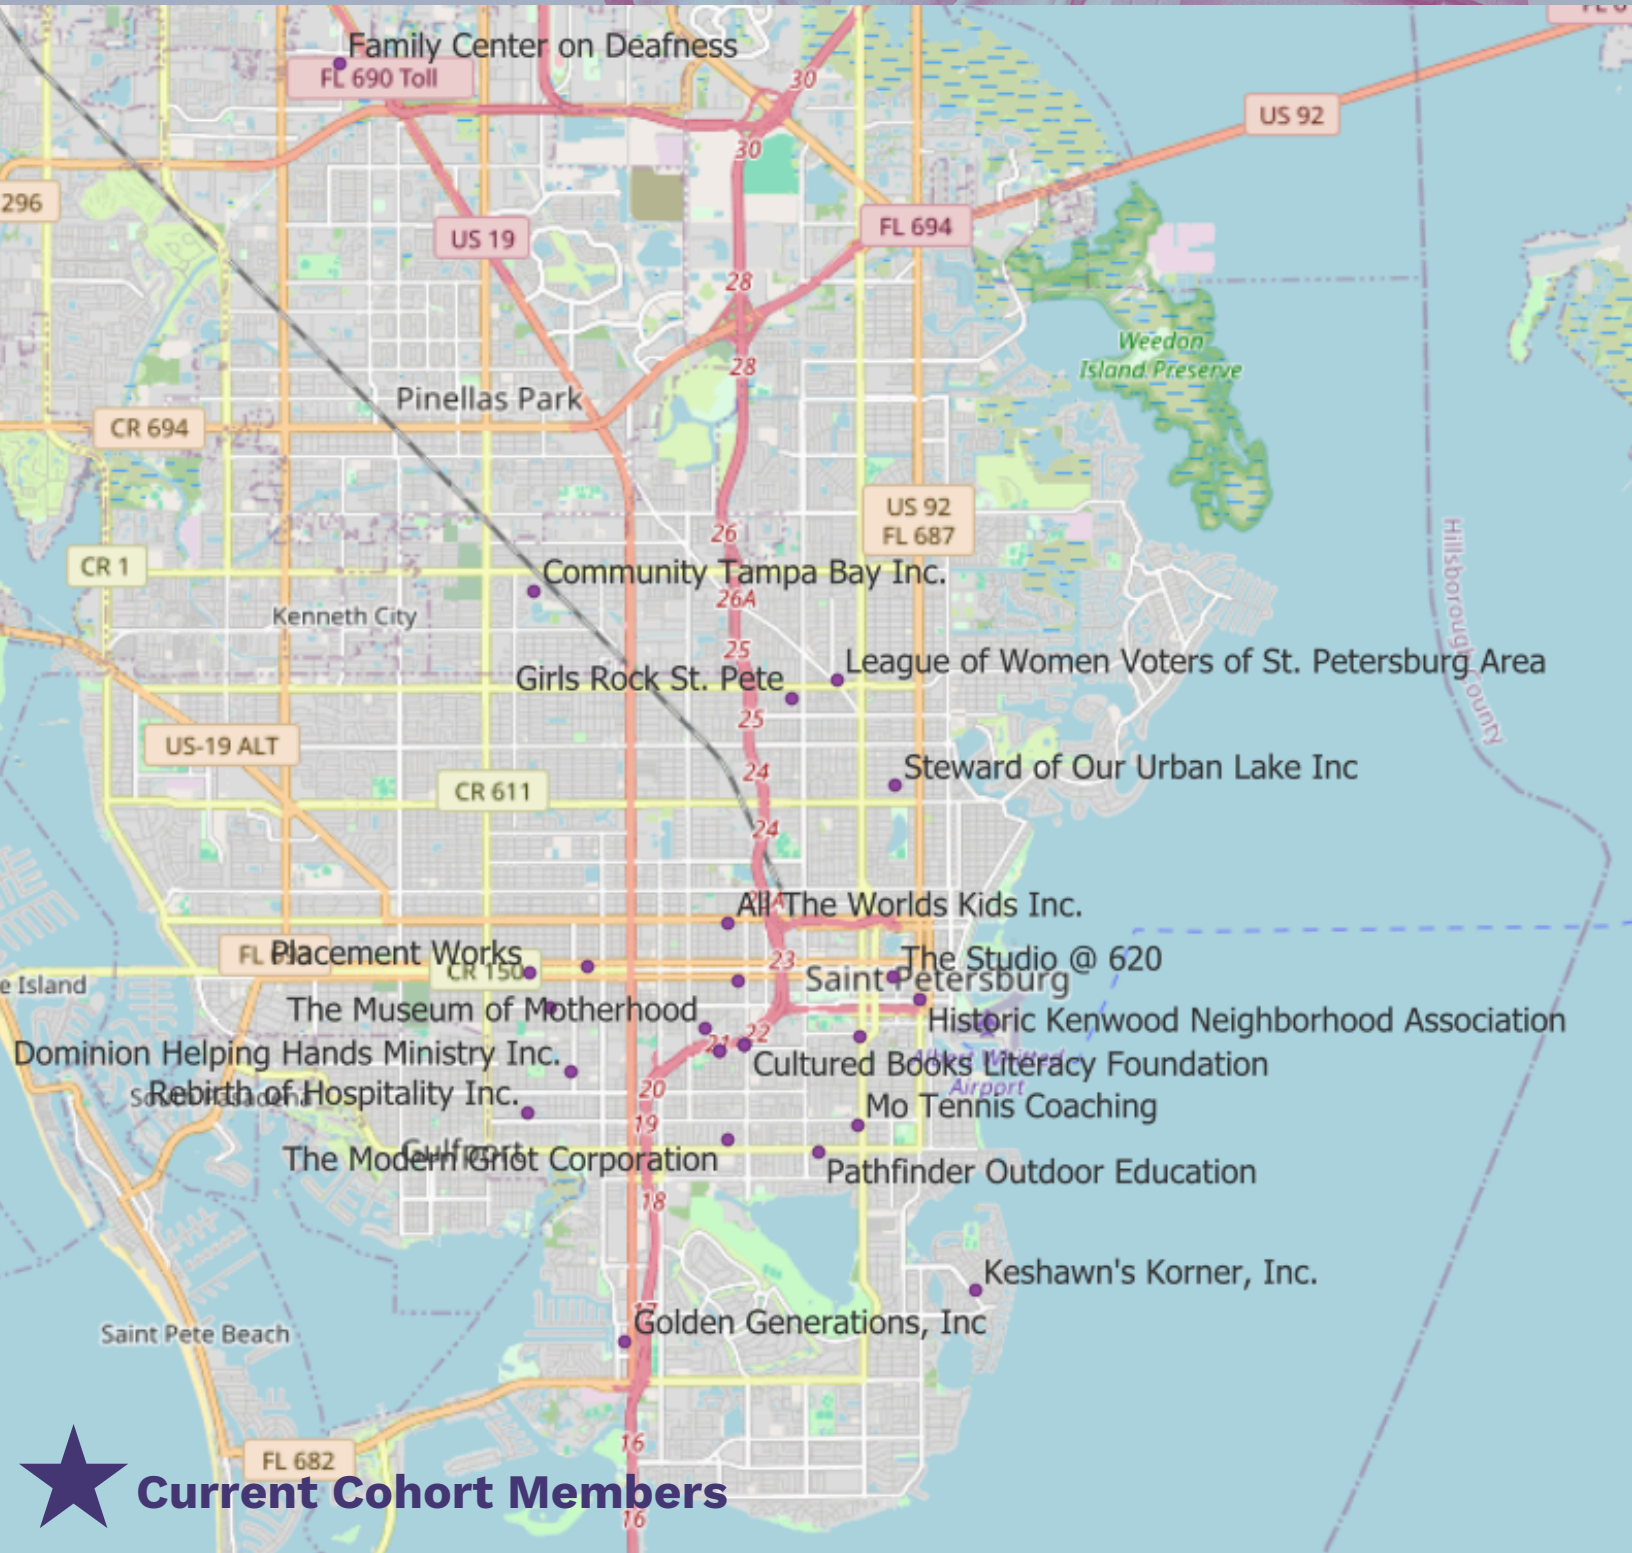 Family Center on Deafness
FL 690 Toll
30
US 92
30
296
FL 694
US 19
28
Weedon
Island Preserve
28
Pinellas Park
CR 694
US 92
FL 687
26
CR 1
Community Tampa Bay Inc.
26A
Kenneth City
Hillsborough County
25
League of Women Voters of St. Petersburg Area
Girls Rock St. Pete
25
US-19 ALT
24
Steward of Our Urban Lake Inc
CR 611
24
All The Worlds Kids Inc.
FL
Placement Works
CR 150
23
The Studio @ 620
Saint Petersburg
e Island
The Museum of Motherhood
Historic Kenwood Neighborhood Association
22
21
Dominion Helping Hands Ministry Inc.
Cultured Books Literacy Foundation
Albert Whitted
Airport
20
Rebirth of Hospitality Inc.
Mo Tennis Coaching
19
Gulfport
The Modern Griot Corporation
Pathfinder Outdoor Education
18
Keshawn's Korner, Inc.
17
Golden Generations, Inc
Saint Pete Beach
16
FL 682
Current Cohort Members
16